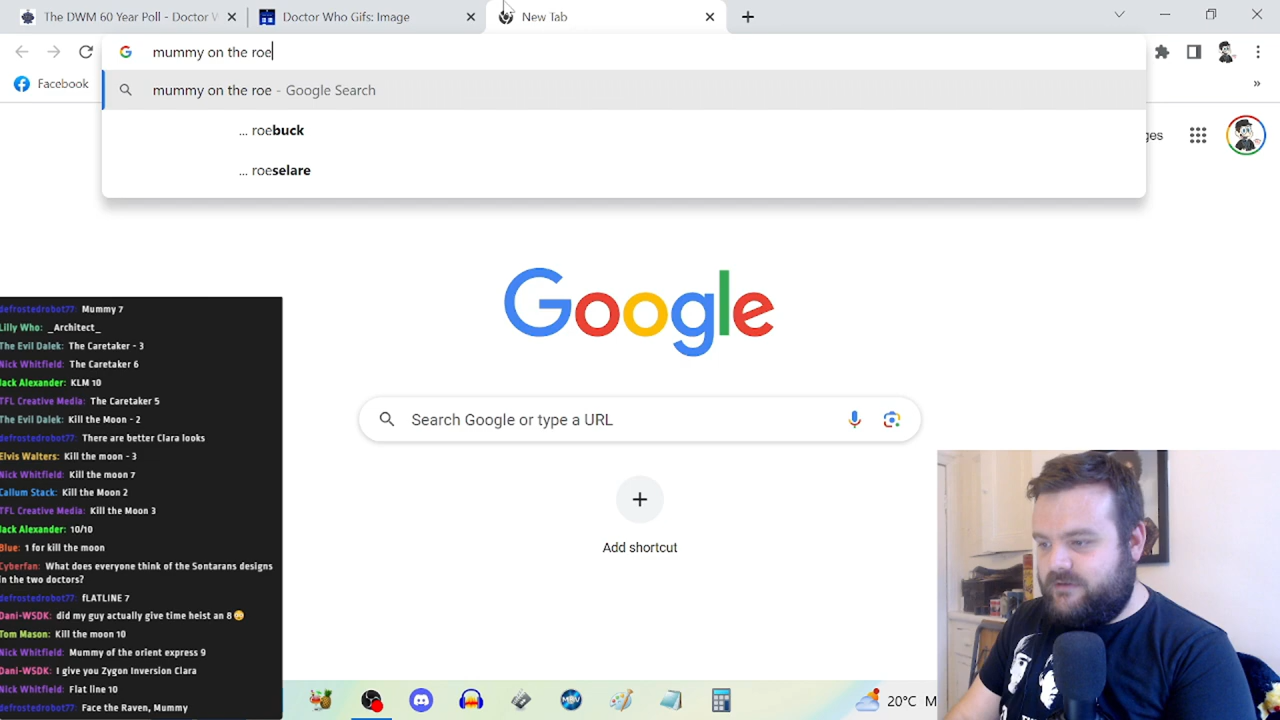 The DWM 60 Year Poll - Doctor W
Doctor Who Gifs: Image
New Tab
mummy on the roe
Facebook
mummy on the roe - Google Search
... roebuck
... roeselare
ges
Google
Search Google or type a URL
Add shortcut
defrostedrobot77: Mummy 7
Lilly Who: _Architect_
The Evil Dalek: The Caretaker - 3
Nick Whitfield: The Caretaker 6
Jack Alexander: KLM 10
TFL Creative Media: The Caretaker 5
The Evil Dalek: Kill the Moon - 2
defrostedrobot77: There are better Clara looks
Elvis Walters: Kill the moon - 3
Nick Whitfield: Kill the moon 7
Callum Stack: Kill the Moon 2
TFL Creative Media: Kill the Moon 3
Jack Alexander: 10/10
Blue: 1 for kill the moon
Cyberfan: What does everyone think of the Sontarans designs
in the two doctors?
defrostedrobot77: fLATLINE 7
Dani-WSDK: did my guy actually give time heist an 8😳
Tom Mason: Kill the moon 10
Nick Whitfield: Mummy of the orient express 9
Dani-WSDK: I give you Zygon Inversion Clara
Nick Whitfield: Flat line 10
defrostedrobot77: Face the Raven, Mummy
20°C M